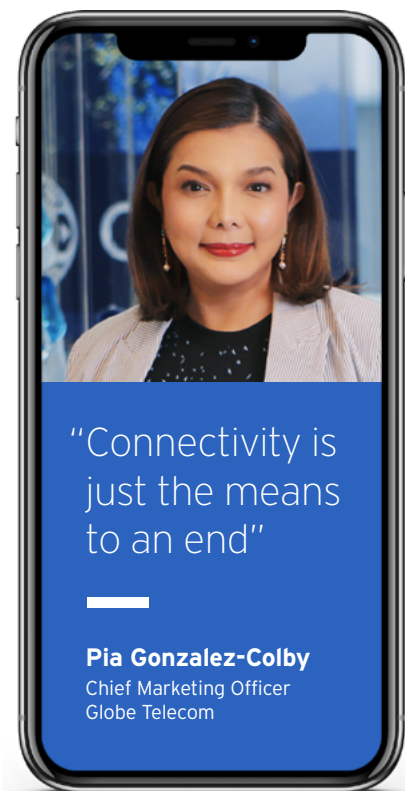 “Connectivity is
just the means
to an end”
Pia Gonzalez-Colby
Chief Marketing Officer
Globe Telecom